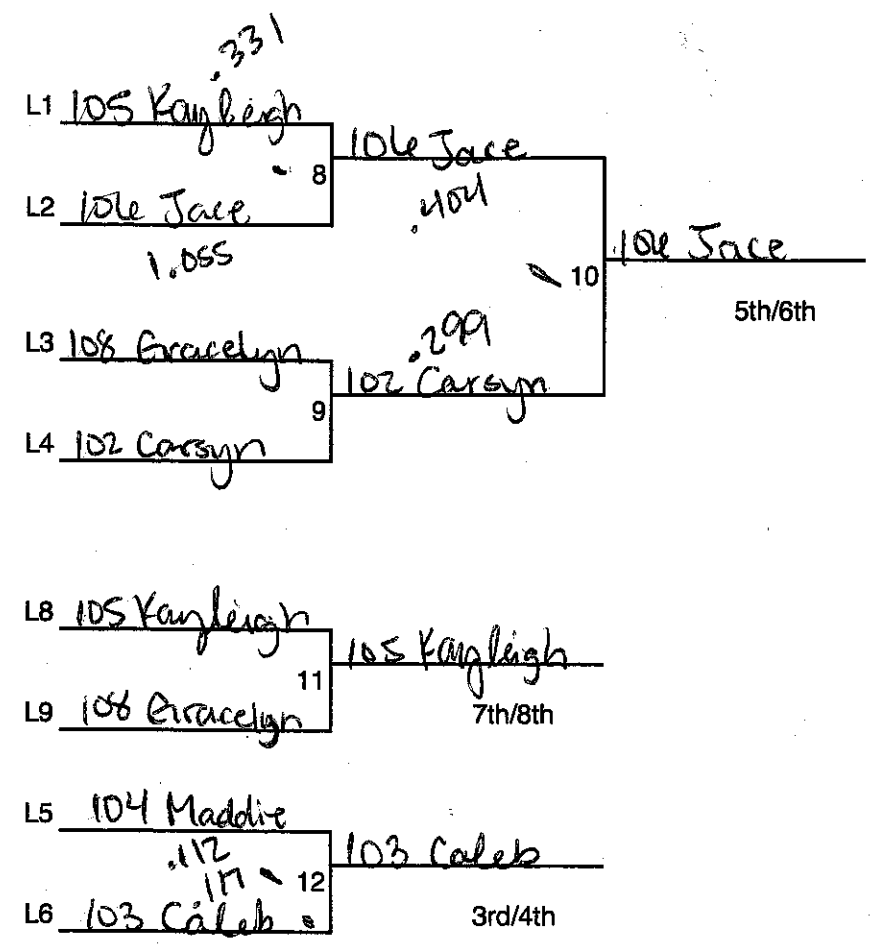 .331
L1 105 Kayleigh
106 Jace
8
L2 106 Jace
.404
1.055
106 Jace
10
5th/6th
L3 108 Gracelyn
.299
102 Carsyn
9
L4 102 Carsyn
L8 105 Kayleigh
105 Kayleigh
11
L9 108 Gracelyn
7th/8th
L5 104 Maddie
.112
103 Caleb
12
L6 103 Caleb
3rd/4th